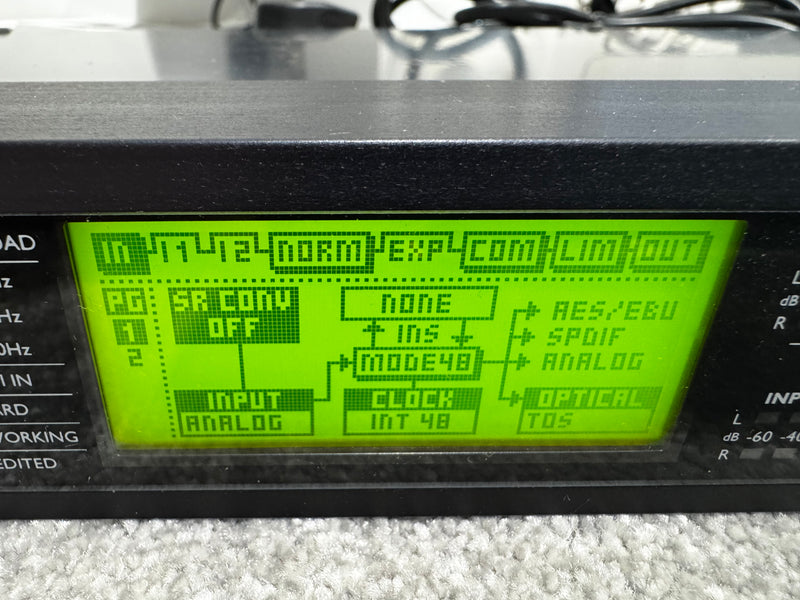 IN I1 I2 NORM EXP COM LIM OUT
PG
1
2
SR CONV
OFF
NONE
INS
MODE48
AES/EBU
SPDIF
ANALOG
INPUT
ANALOG
CLOCK
INT 48
OPTICAL
TOS
OAD
Hz
0Hz
I IN
ARD
WORKING
EDITED
L
dB
R
INP
L
dB -60 -40
R